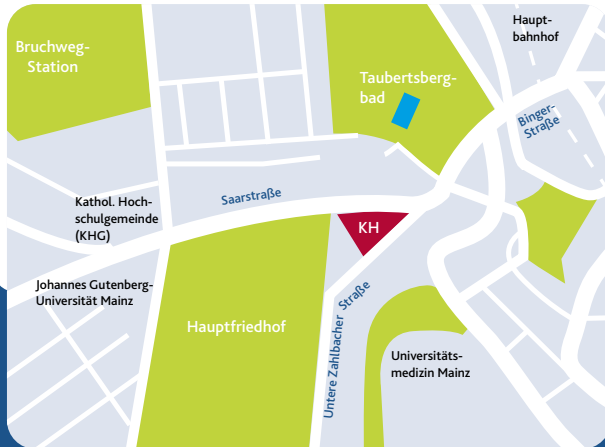 Haupt-
bahnhof
Bruchweg-
Station
Taubertsberg-
bad
Binger-
Straße
Saarstraße
Kathol. Hoch-
schulgemeinde
(KHG)
KH
Johannes Gutenberg-
Universität Mainz
Hauptfriedhof
Untere Zahlbacher Straße
Universitäts-
medizin Mainz